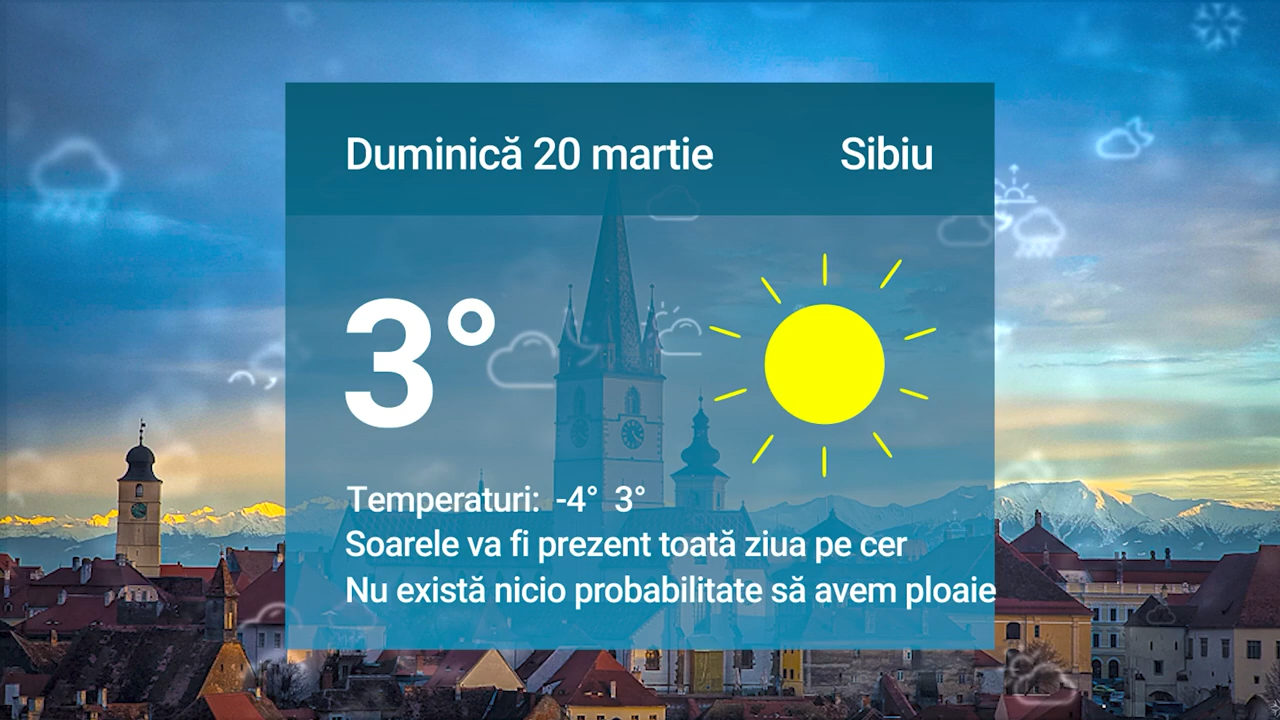 Duminică 20 martie Sibiu
3°
Temperaturi: -4° 3°
Soarele va fi prezent toată ziua pe cer
Nu există nicio probabilitate să avem ploaie